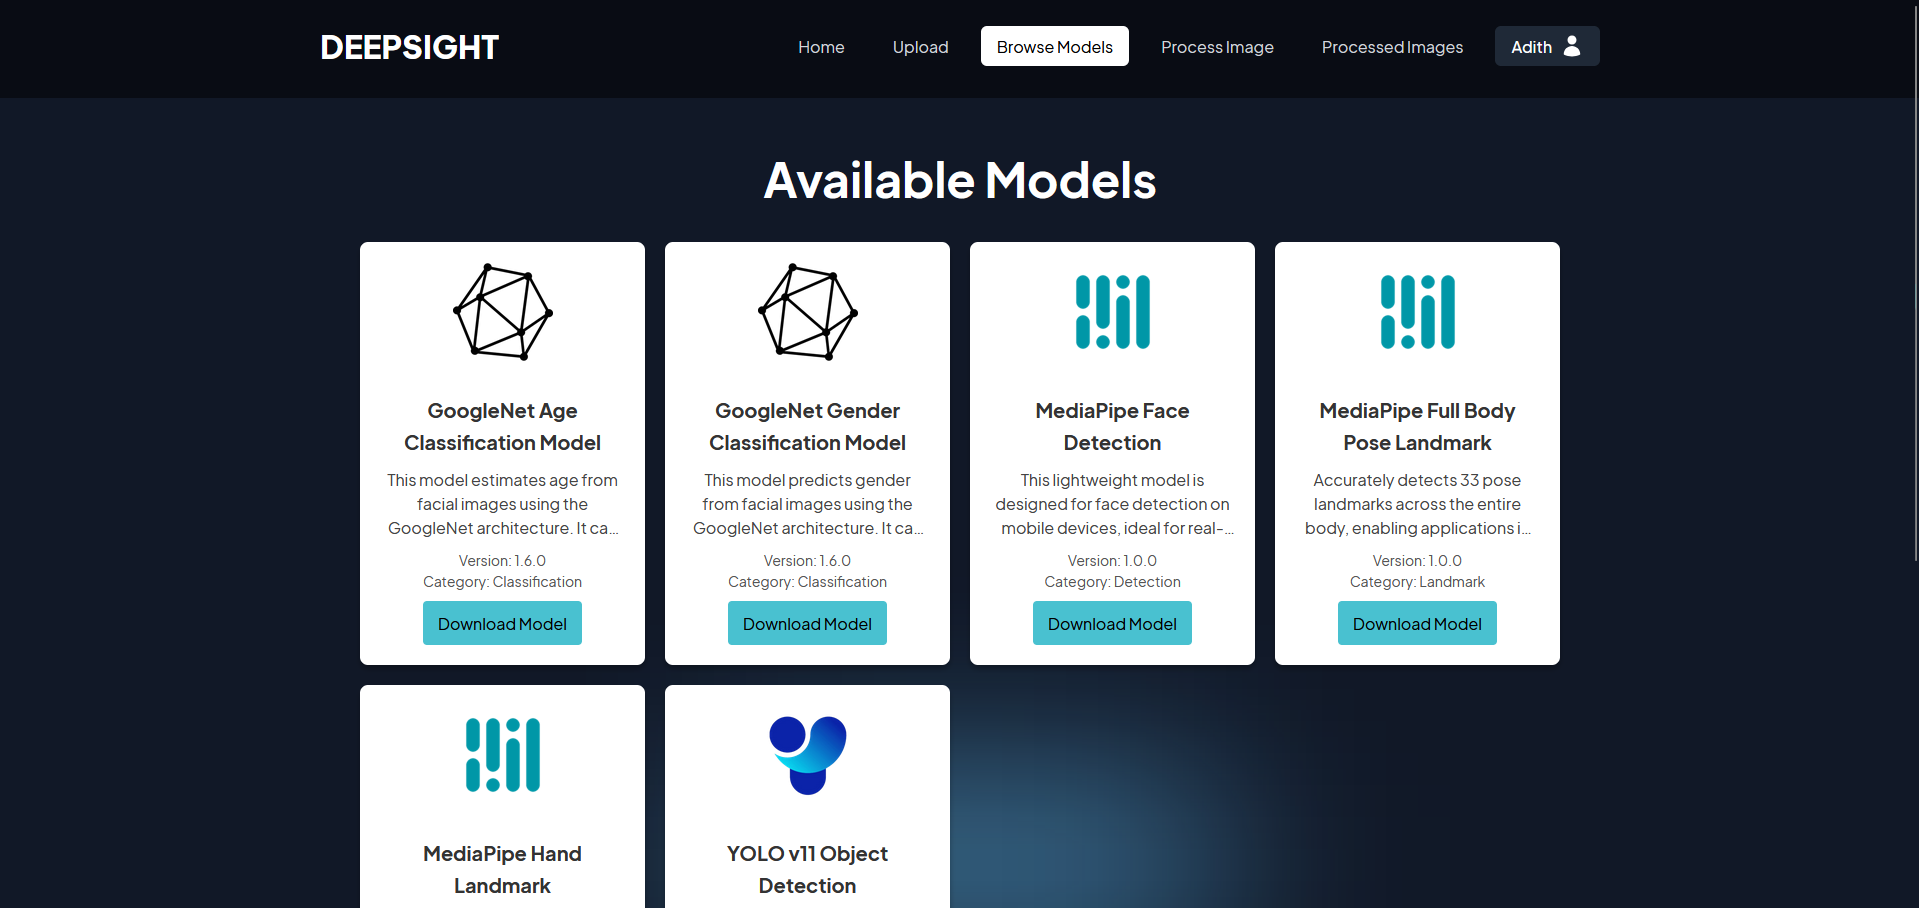 DEEPSIGHT
Home
Upload
Browse Models
Process Image
Processed Images
Adith
Available Models
GoogleNet Age
Classification Model
This model estimates age from
facial images using the
GoogleNet architecture. It ca...
Version: 1.6.0
Category: Classification
Download Model
GoogleNet Gender
Classification Model
This model predicts gender
from facial images using the
GoogleNet architecture. It ca...
Version: 1.6.0
Category: Classification
Download Model
MediaPipe Face
Detection
This lightweight model is
designed for face detection on
mobile devices, ideal for real-...
Version: 1.0.0
Category: Detection
Download Model
MediaPipe Full Body
Pose Landmark
Accurately detects 33 pose
landmarks across the entire
body, enabling applications i...
Version: 1.0.0
Category: Landmark
Download Model
MediaPipe Hand
Landmark
YOLO v11 Object
Detection